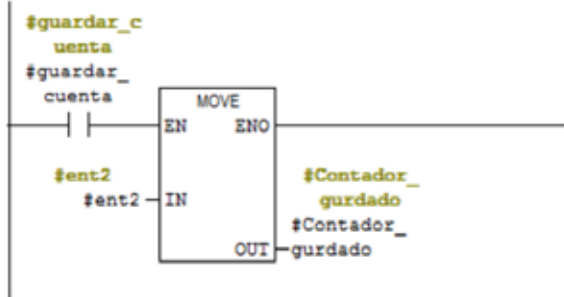 #guardar_c
uenta
#guardar_
cuenta
MOVE
EN ENO
#ent2
#ent2 IN
#Contador_
gurdado
#Contador_
OUT gurdado